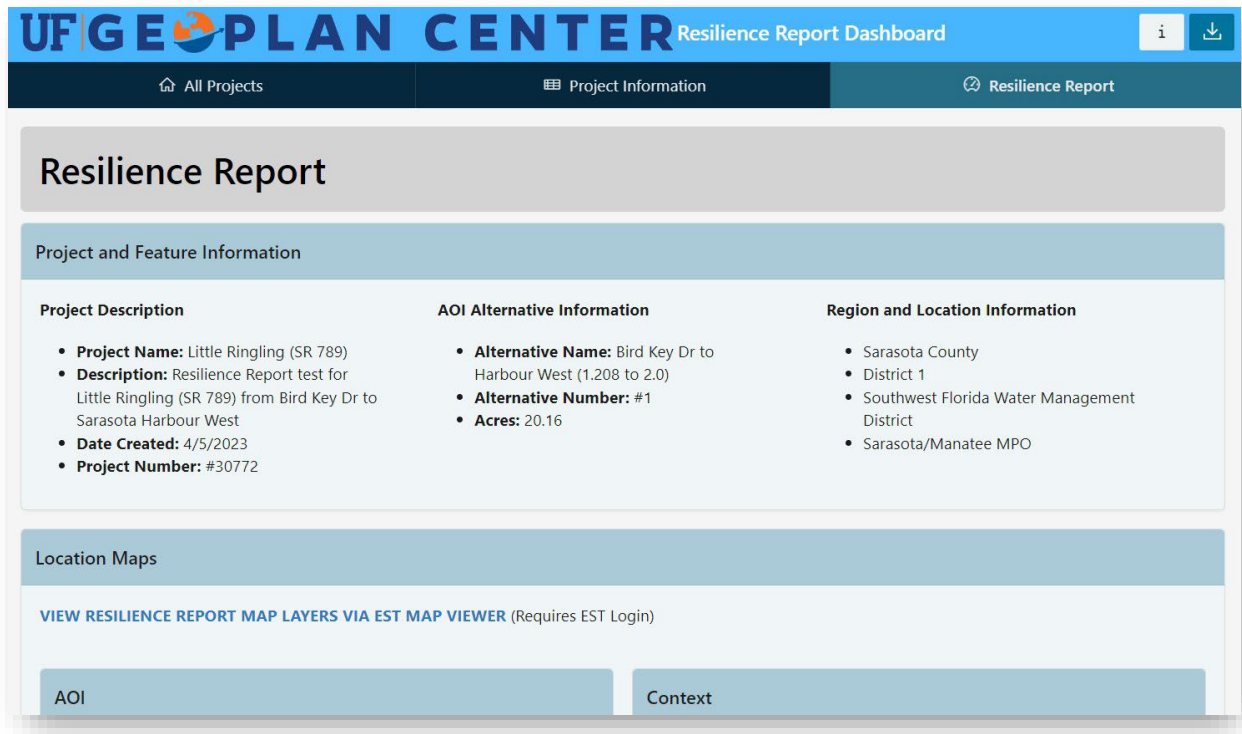 UF|GEOPLAN CENTER Resilience Report Dashboard i
All Projects Project Information Resilience Report
Resilience Report
Project and Feature Information
Project Description
• Project Name: Little Ringling (SR 789)
• Description: Resilience Report test for
Little Ringling (SR 789) from Bird Key Dr to
Sarasota Harbour West
• Date Created: 4/5/2023
• Project Number: #30772
AOI Alternative Information
• Alternative Name: Bird Key Dr to
Harbour West (1.208 to 2.0)
• Alternative Number: #1
• Acres: 20.16
Region and Location Information
• Sarasota County
• District 1
• Southwest Florida Water Management
District
• Sarasota/Manatee MPO
Location Maps
VIEW RESILIENCE REPORT MAP LAYERS VIA EST MAP VIEWER (Requires EST Login)
AOI
Context